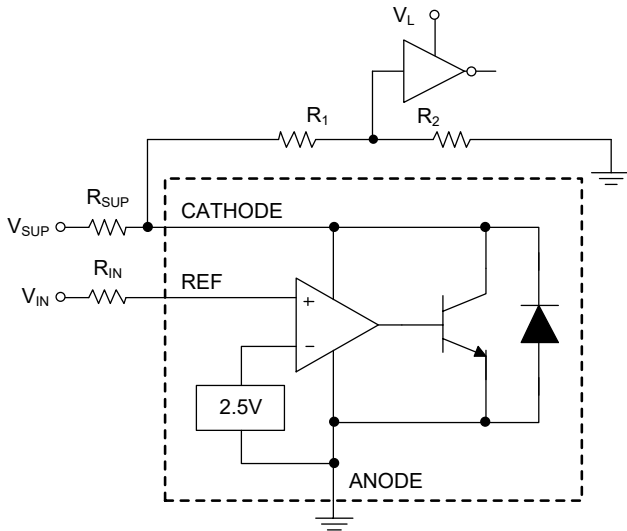 V_L
R_1
R_2
R_SUP
CATHODE
V_SUP
R_IN
REF
V_IN
+
−
2.5V
ANODE